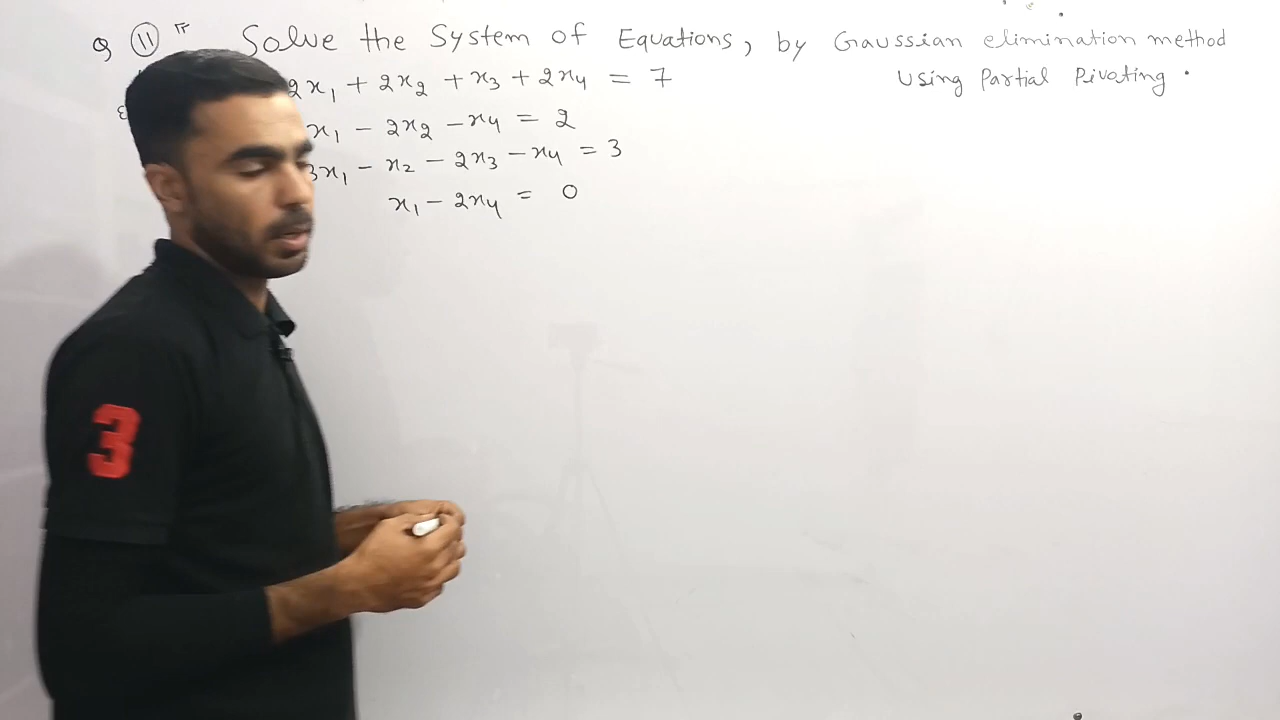 Q 11 Solve the System of Equations, by Gaussian elimination method
Using Partial Pivoting.
2x₁ + 2x₂ + x₃ + 2x₄ = 7
x₁ - 2x₂ - x₄ = 2
3x₁ - x₂ - 2x₃ - x₄ = 3
x₁ - 2x₄ = 0
3